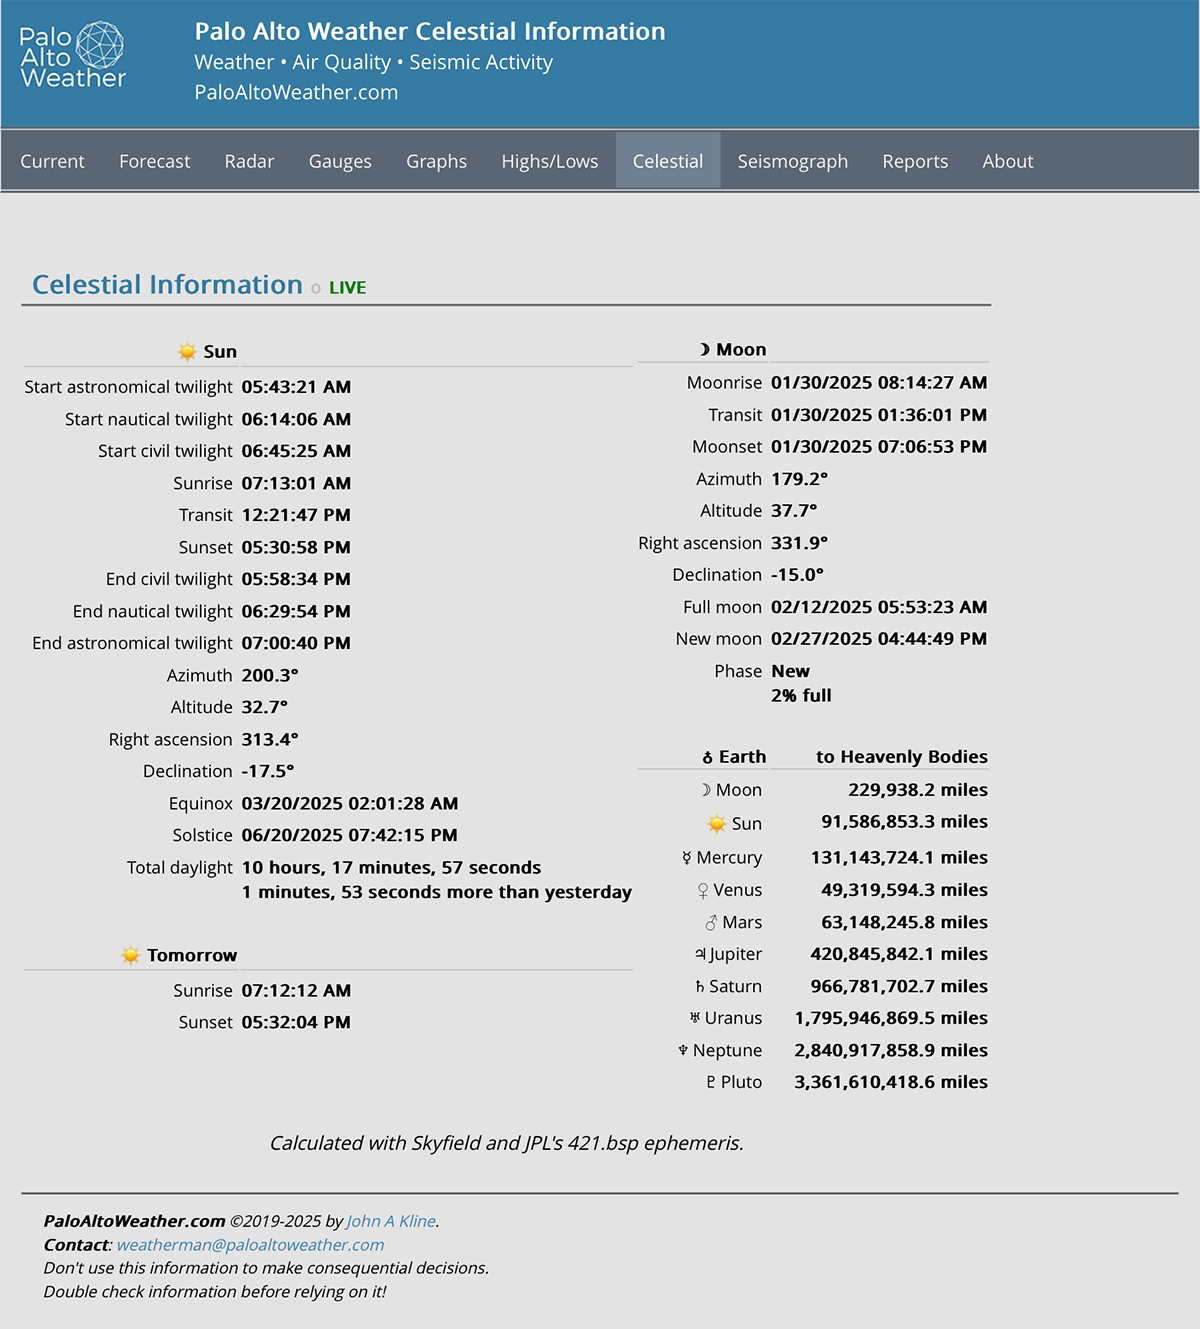 Palo
Alto
Weather
Palo Alto Weather Celestial Information
Weather • Air Quality • Seismic Activity
PaloAltoWeather.com
Current Forecast Radar Gauges Graphs Highs/Lows Celestial Seismograph Reports About
Celestial Information o LIVE
☀️ Sun
Start astronomical twilight 05:43:21 AM
Start nautical twilight 06:14:06 AM
Start civil twilight 06:45:25 AM
Sunrise 07:13:01 AM
Transit 12:21:47 PM
Sunset 05:30:58 PM
End civil twilight 05:58:34 PM
End nautical twilight 06:29:54 PM
End astronomical twilight 07:00:40 PM
Azimuth 200.3°
Altitude 32.7°
Right ascension 313.4°
Declination -17.5°
Equinox 03/20/2025 02:01:28 AM
Solstice 06/20/2025 07:42:15 PM
Total daylight 10 hours, 17 minutes, 57 seconds
1 minutes, 53 seconds more than yesterday
☀️ Tomorrow
Sunrise 07:12:12 AM
Sunset 05:32:04 PM
☽ Moon
Moonrise 01/30/2025 08:14:27 AM
Transit 01/30/2025 01:36:01 PM
Moonset 01/30/2025 07:06:53 PM
Azimuth 179.2°
Altitude 37.7°
Right ascension 331.9°
Declination -15.0°
Full moon 02/12/2025 05:53:23 AM
New moon 02/27/2025 04:44:49 PM
Phase New
2% full
♁ Earth to Heavenly Bodies
☽ Moon 229,938.2 miles
☀️ Sun 91,586,853.3 miles
☿ Mercury 131,143,724.1 miles
♀ Venus 49,319,594.3 miles
♂ Mars 63,148,245.8 miles
♃ Jupiter 420,845,842.1 miles
♄ Saturn 966,781,702.7 miles
♅ Uranus 1,795,946,869.5 miles
♆ Neptune 2,840,917,858.9 miles
♇ Pluto 3,361,610,418.6 miles
Calculated with Skyfield and JPL's 421.bsp ephemeris.
PaloAltoWeather.com ©2019-2025 by John A Kline.
Contact: weatherman@paloaltoweather.com
Don't use this information to make consequential decisions.
Double check information before relying on it!